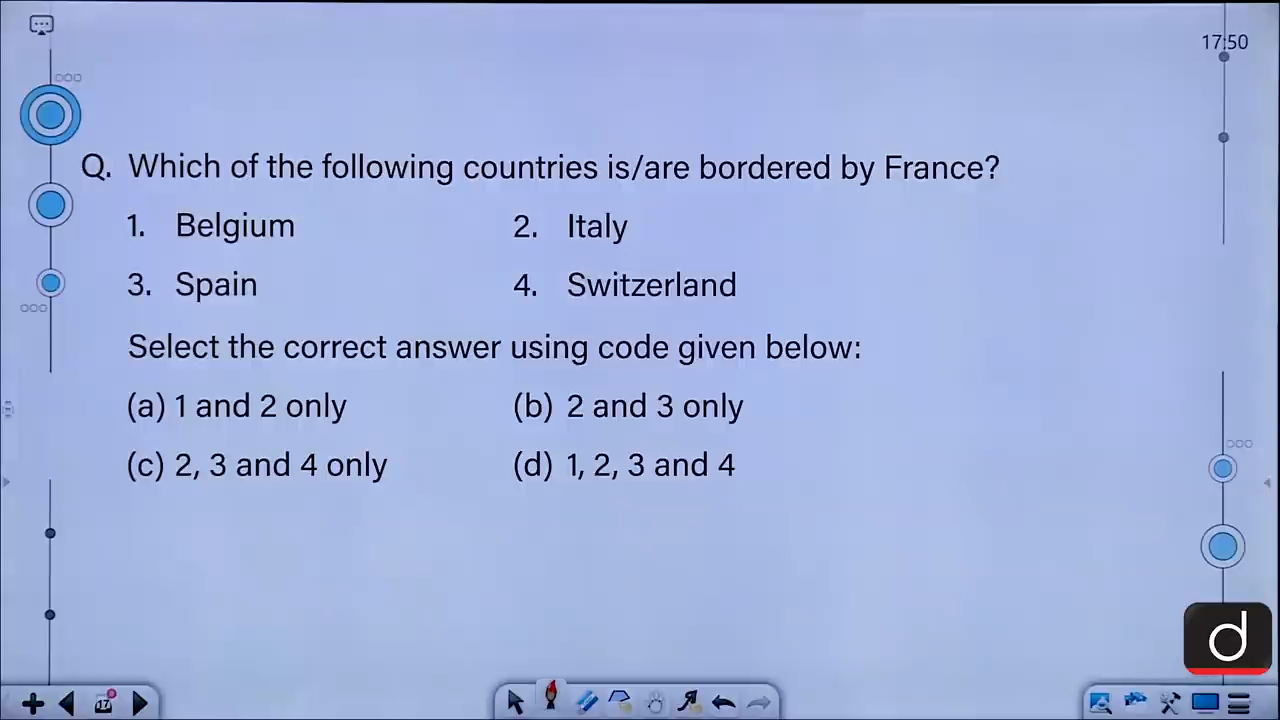 17:50
Q. Which of the following countries is/are bordered by France?
1. Belgium 2. Italy
3. Spain 4. Switzerland
Select the correct answer using code given below:
(a) 1 and 2 only (b) 2 and 3 only
(c) 2, 3 and 4 only (d) 1, 2, 3 and 4
d
17